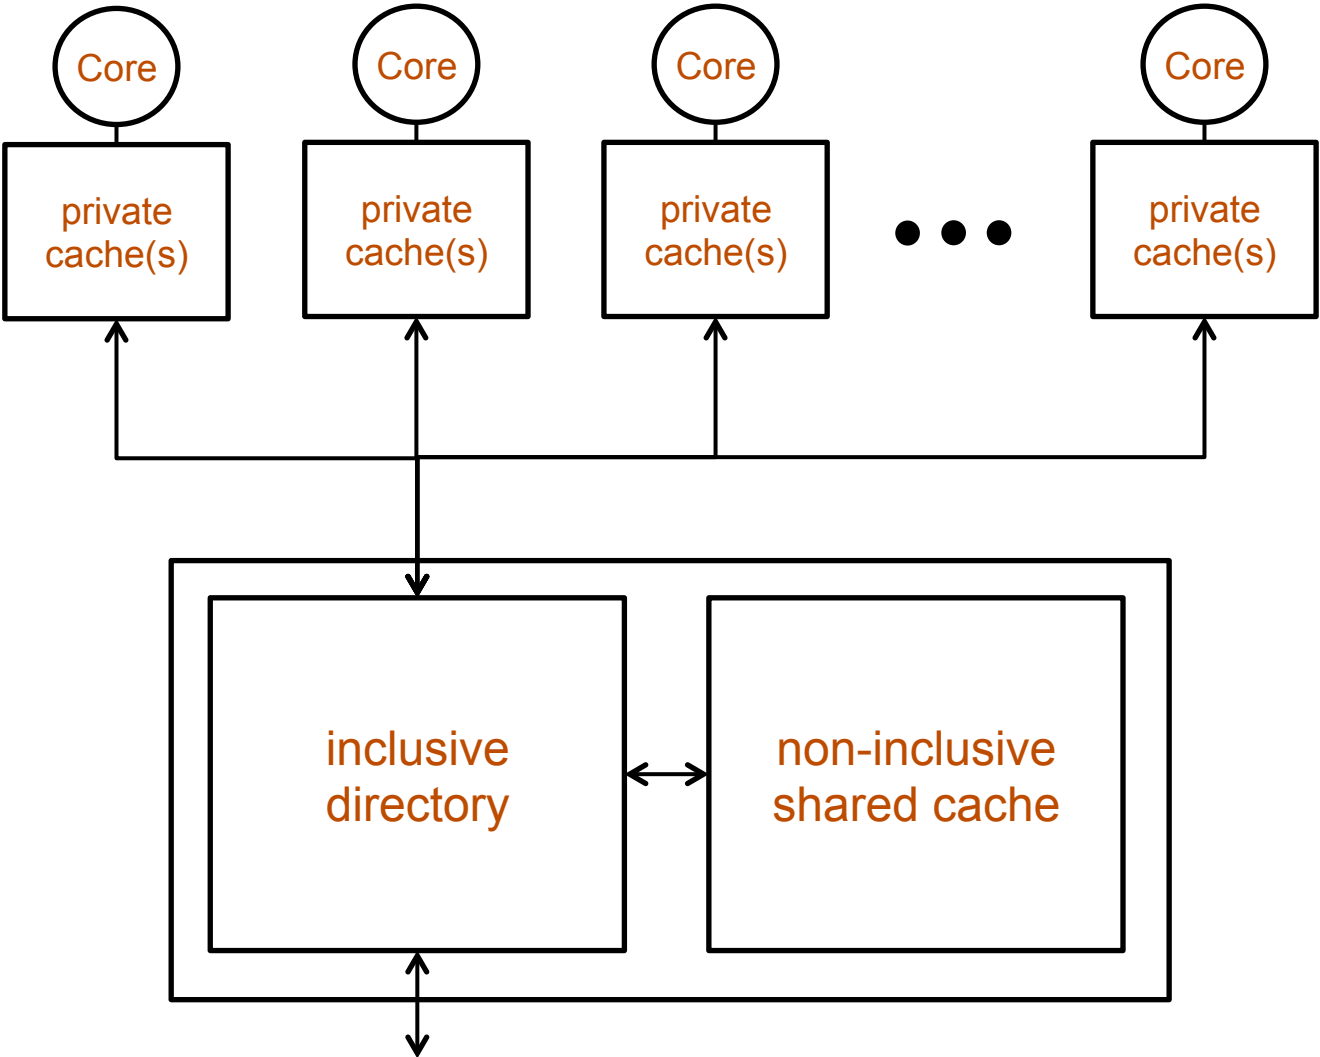 Core
Core
Core
Core
private
cache(s)
private
cache(s)
private
cache(s)
private
cache(s)
inclusive
directory
non-inclusive
shared cache